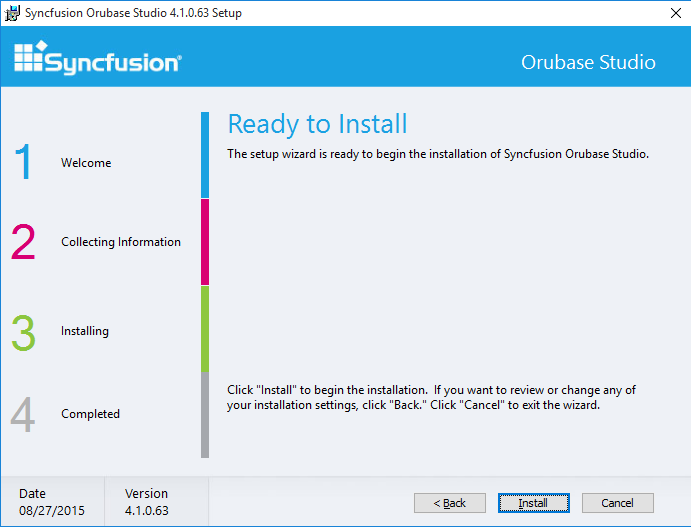 Syncfusion Orubase Studio 4.1.0.63 Setup
Syncfusion®
Orubase Studio
1 Welcome
2 Collecting Information
3 Installing
4 Completed
Ready to Install
The setup wizard is ready to begin the installation of Syncfusion Orubase Studio.
Click "Install" to begin the installation.  If you want to review or change any of
your installation settings, click "Back." Click "Cancel" to exit the wizard.
Date
08/27/2015
Version
4.1.0.63
< Back
Install
Cancel